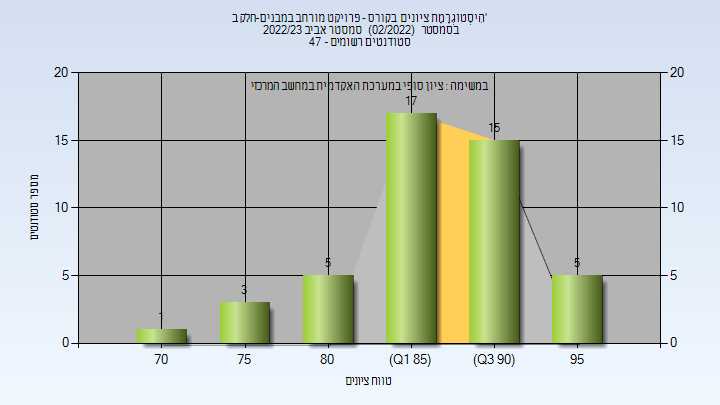 היסטוגרמת ציונים בקורס - פרויקט מורחב במבנים-חלק ב'
בסמסטר (02/2022) סמסטר אביב 2022/23
סטודנטים רשומים - 47
במשימה : ציון סופי במערכת האקדמית במחשב המרכזי
20 20
15 15
10 10
5 5
0 0
מספר סטודנטים
1 3 5 17 15 5
70 75 80 (Q1 85) (Q3 90) 95
טווח ציונים